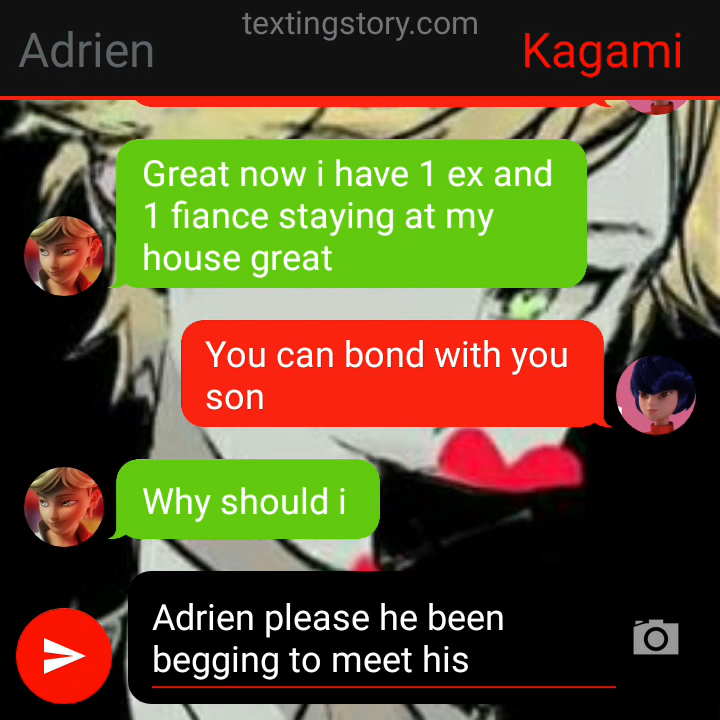 textingstory.com
Adrien
Kagami
Great now i have 1 ex and
1 fiance staying at my
house great
You can bond with you
son
Why should i
Adrien please he been
begging to meet his